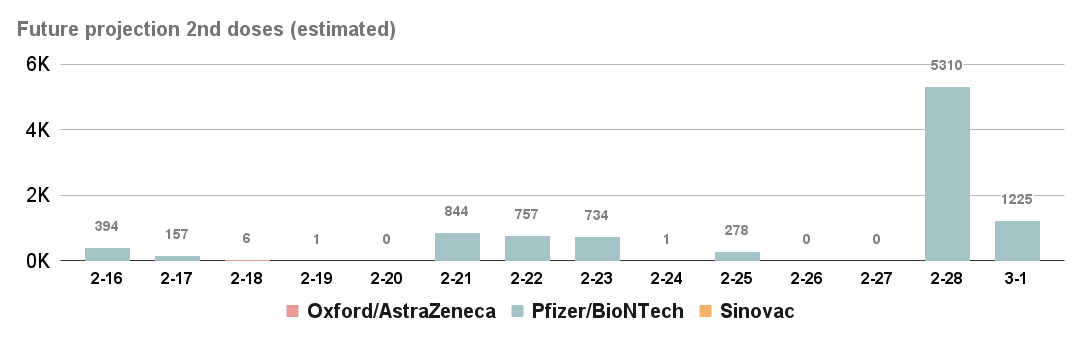 Future projection 2nd doses (estimated)
6K
5310
4K
2K
1225
844
757
734
394
278
157
6
1
0
1
0
0
0K
2-16 2-17 2-18 2-19 2-20 2-21 2-22 2-23 2-24 2-25 2-26 2-27 2-28 3-1
Oxford/AstraZeneca Pfizer/BioNTech Sinovac